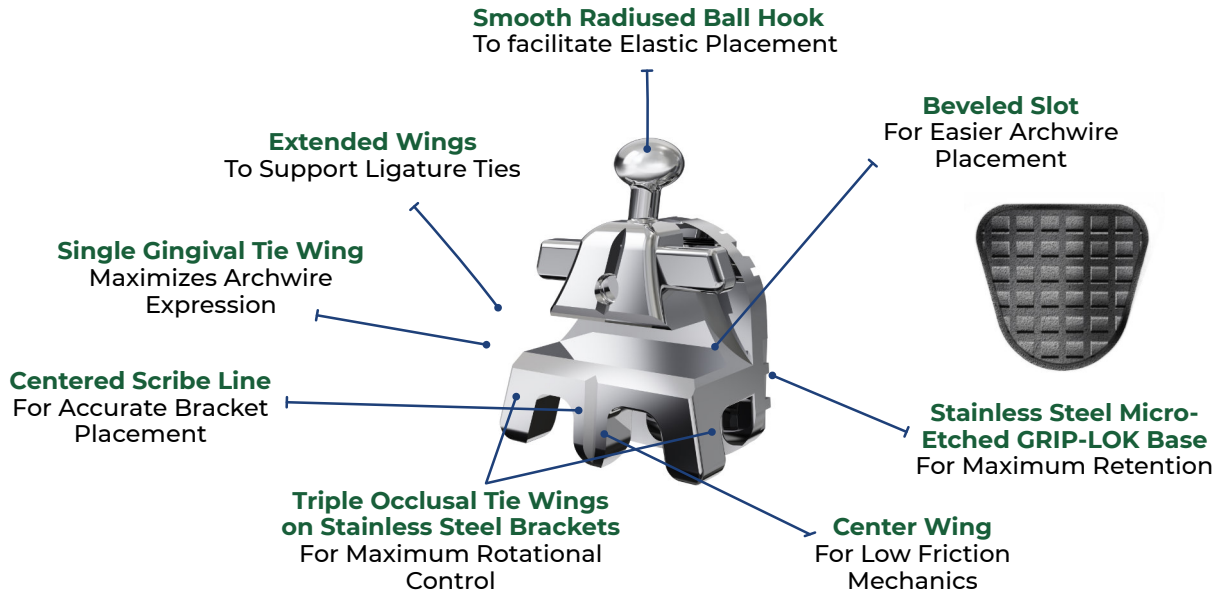 Smooth Radiused Ball Hook
To facilitate Elastic Placement
Beveled Slot
For Easier Archwire
Placement
Extended Wings
To Support Ligature Ties
Single Gingival Tie Wing
Maximizes Archwire
Expression
Centered Scribe Line
For Accurate Bracket
Placement
Stainless Steel Micro-
Etched GRIP-LOK Base
For Maximum Retention
Triple Occlusal Tie Wings
on Stainless Steel Brackets
For Maximum Rotational
Control
Center Wing
For Low Friction
Mechanics